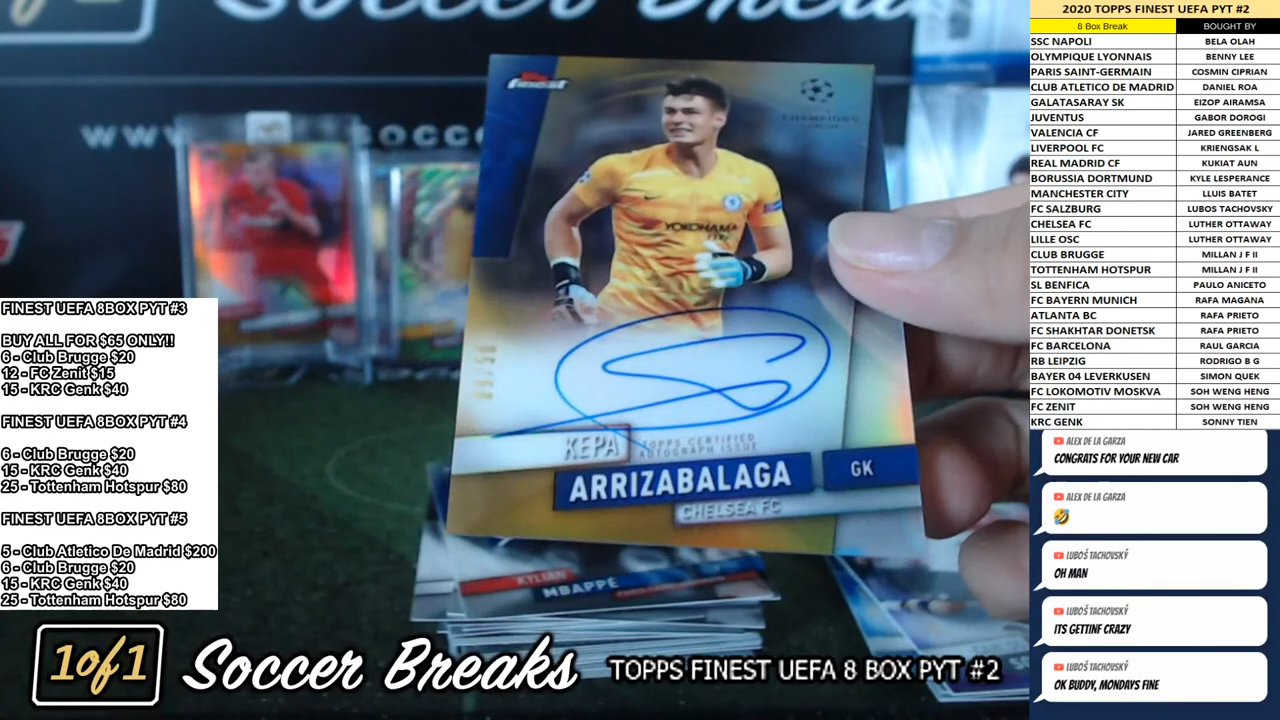 Soccer Breaks
www. soccer
FINEST UEFA 8BOX PYT #3
BUY ALL FOR $65 ONLY!!
6 - Club Brugge $20
12 - FC Zenit $15
15 - KRC Genk $40
FINEST UEFA 8BOX PYT #4
6 - Club Brugge $20
15 - KRC Genk $40
25 - Tottenham Hotspur $80
FINEST UEFA 8BOX PYT #5
5 - Club Atletico De Madrid $200
6 - Club Brugge $20
15 - KRC Genk $40
25 - Tottenham Hotspur $80
Finest
CHAMPIONS
LEAGUE
YOKOHAMA
KEPA
TOPPS CERTIFIED
AUTOGRAPH ISSUE
ARRIZABALAGA
GK
CHELSEA FC
KYLIAN
MBAPPÉ
1of1 Soccer Breaks
TOPPS FINEST UEFA 8 BOX PYT #2
2020 TOPPS FINEST UEFA PYT #2
8 Box Break BOUGHT BY
SSC NAPOLI BELA OLAH
OLYMPIQUE LYONNAIS BENNY LEE
PARIS SAINT-GERMAIN COSMIN CIPRIAN
CLUB ATLETICO DE MADRID DANIEL ROA
GALATASARAY SK EIZOP AIRAMSA
JUVENTUS GABOR DOROGI
VALENCIA CF JARED GREENBERG
LIVERPOOL FC KRIENGSAK L
REAL MADRID CF KUKIAT AUN
BORUSSIA DORTMUND KYLE LESPERANCE
MANCHESTER CITY LLUIS BATET
FC SALZBURG LUBOS TACHOVSKY
CHELSEA FC LUTHER OTTAWAY
LILLE OSC LUTHER OTTAWAY
CLUB BRUGGE MILLAN J F II
TOTTENHAM HOTSPUR MILLAN J F II
SL BENFICA PAULO ANICETO
FC BAYERN MUNICH RAFA MAGANA
ATLANTA BC RAFA PRIETO
FC SHAKHTAR DONETSK RAFA PRIETO
FC BARCELONA RAUL GARCIA
RB LEIPZIG RODRIGO B G
BAYER 04 LEVERKUSEN SIMON QUEK
FC LOKOMOTIV MOSKVA SOH WENG HENG
FC ZENIT SOH WENG HENG
KRC GENK SONNY TIEN
ALEX DE LA GARZA
CONGRATS FOR YOUR NEW CAR
ALEX DE LA GARZA
LUBOŠ TACHOVSKÝ
OH MAN
LUBOŠ TACHOVSKÝ
ITS GETTINF CRAZY
LUBOŠ TACHOVSKÝ
OK BUDDY, MONDAYS FINE